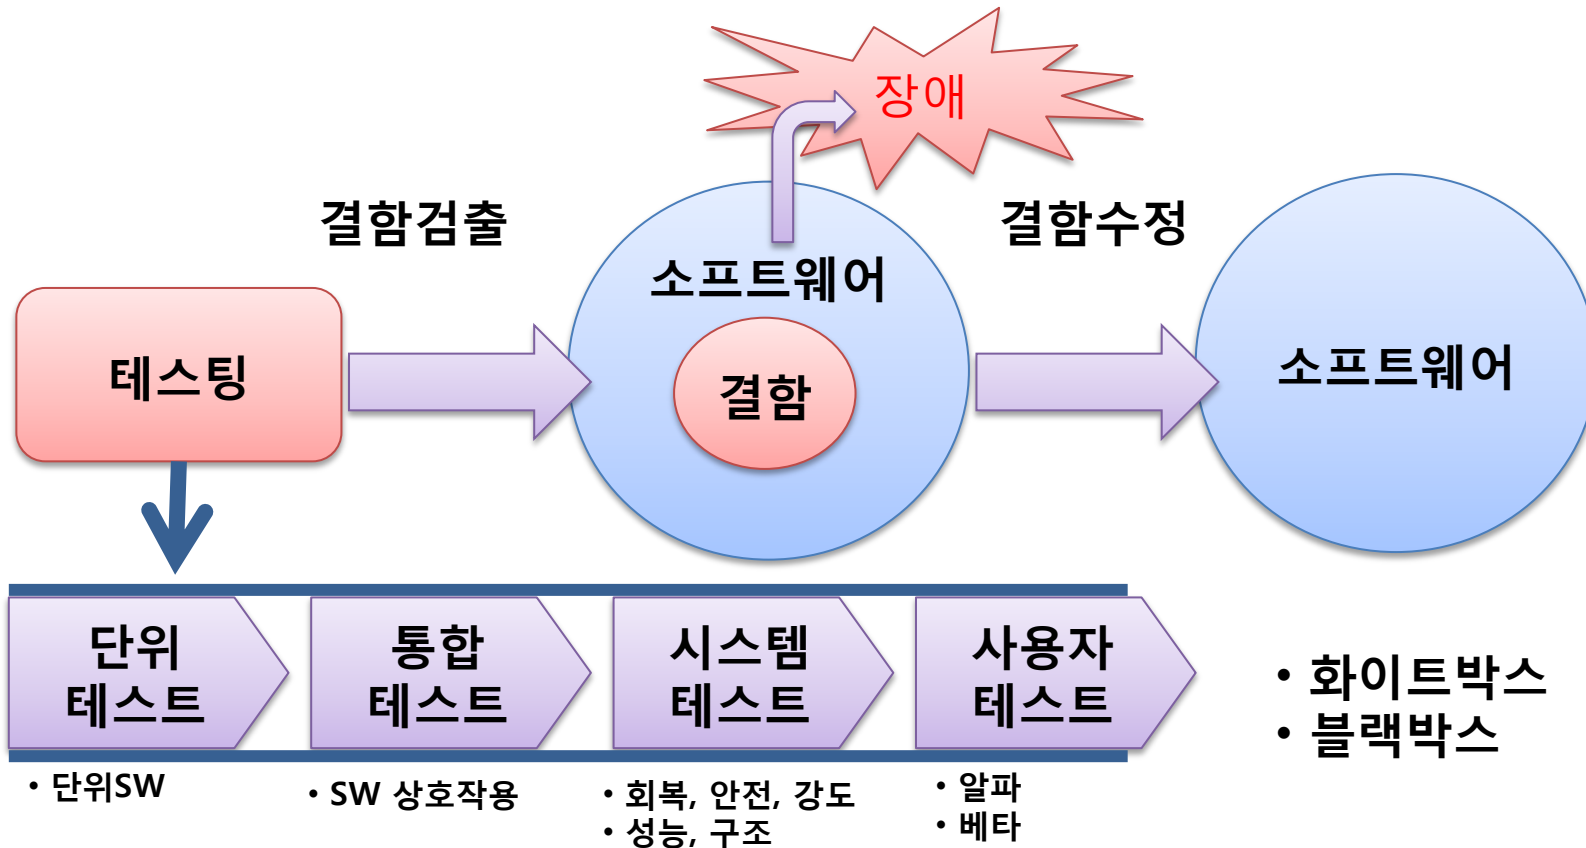 장애
결함검출
결함수정
소프트웨어
테스팅
결함
소프트웨어
단위
테스트
통합
테스트
시스템
테스트
사용자
테스트
• 화이트박스
• 블랙박스
• 단위SW
• SW 상호작용
• 회복, 안전, 강도
• 성능, 구조
• 알파
• 베타